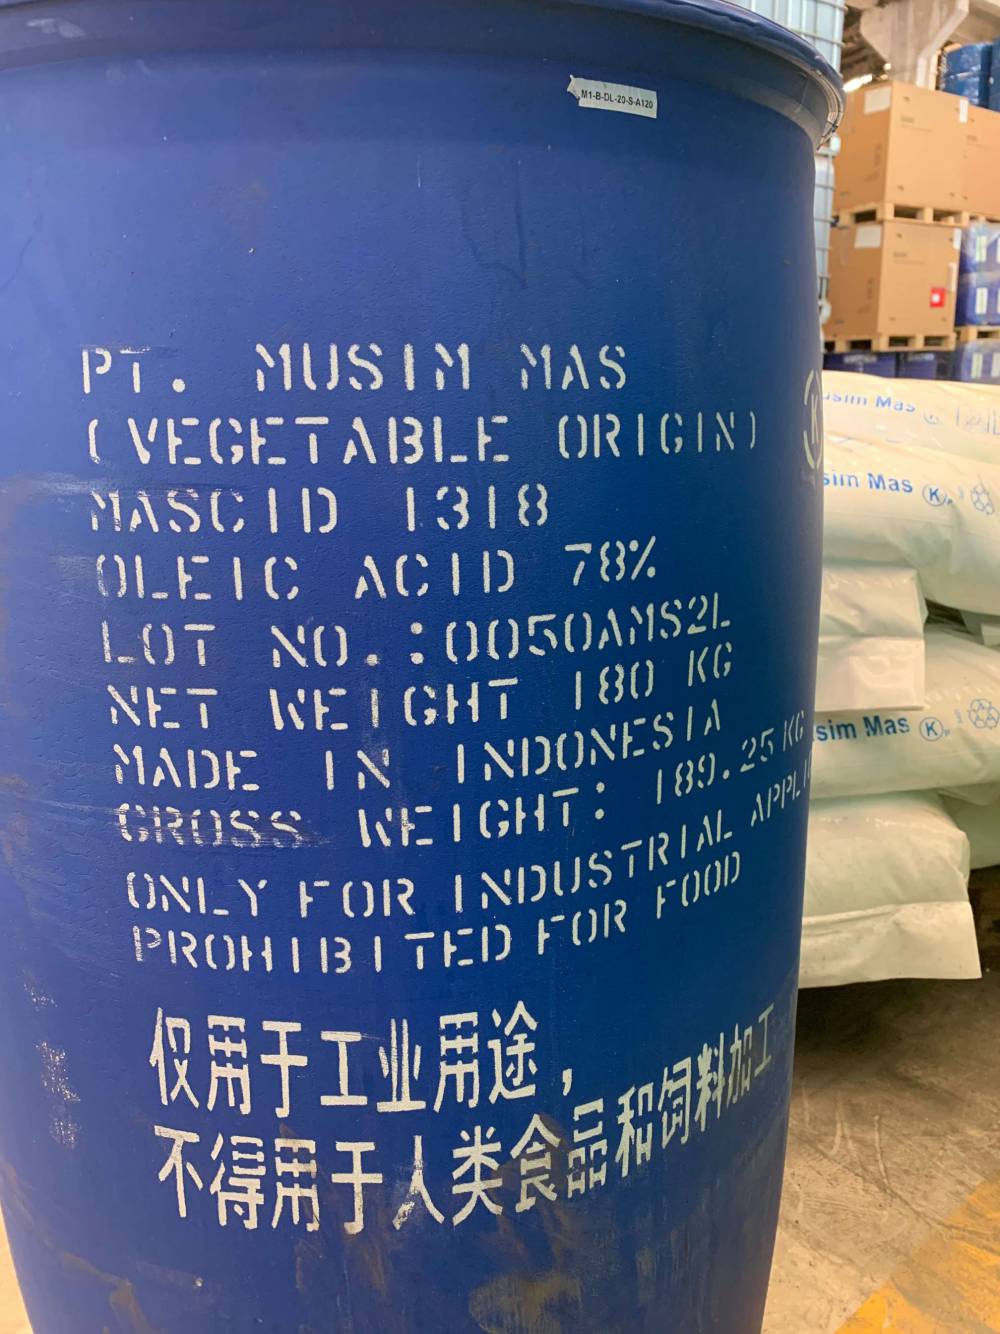 M1-B-DL-20-S-A120
PT. MUSIM MAS
(VEGETABLE ORIGIN)
MASCID 1318
OLEIC ACID 78%
LOT NO.:0050AMS2L
NET WEIGHT 180 KG
MADE IN INDONESIA
GROSS WEIGHT: 189.25 KG
ONLY FOR INDUSTRIAL APPLI
PROHIBITED FOR FOOD
仅用于工业用途，
不得用于人类食品和饲料加工
K
usim Mas K
sim Mas K
sim Mas K